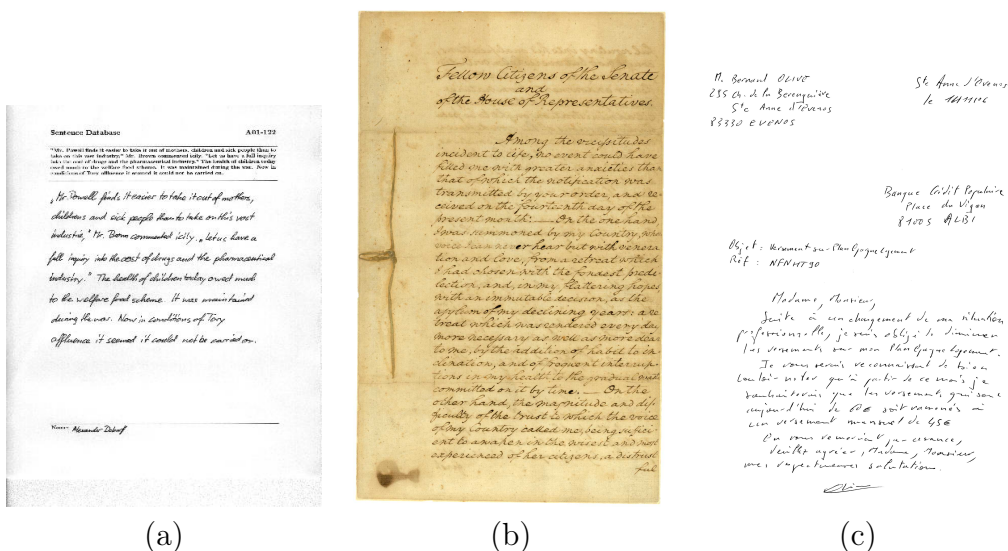 Sentence Database A01-122
"Mr. Powell finds it easier to take it out of mothers, children and sick people than to
take on this vast industry," Mr. Brown commented icily. "Let us have a full inquiry
into the cost of drugs and the pharmaceutical industry." The health of children today
owed much to the welfare food scheme. It was maintained during the war. Now in
conditions of Tory affluence it seemed it could not be carried on.
„Mr. Powell finds it easier to take it out of mothers,
childrens and sick people than to take on this vast
industrie," Mr. Brown commented icily. „Let us have a
full inquiry into the cost of drugs and the pharmaceutical
industry." The health of children today owed much
to the welfare food scheme. It was maintained
during the war. Now in conditions of Tory
affluence it seemed it could not be carried on.
Name: Alexander
(a)
Fellow Citizens of the Senate
and
of the House of Representatives.
Among the vicissitudes
incident to life, no event could have
filled me with greater anxieties than
that of which the notification was
transmitted by your order, and re
ceived on the fourteenth day of the
present month: On the one hand
I was summoned by my Country, whose
voice I can never hear but with venera
tion and love, from a retreat which
I had chosen with the fondest predi
lection, and, in my flattering hopes
with an immutable decision, as the
asylum of my declining years: a re
treat which was rendered every day
more necessary as well as more dear
to me, by the addition of habit to in
clination, and of frequent interrup
tions in my health to the gradual waste
committed on it by time. On the
other hand, the magnitude and dif
ficulty of the trust to which the voice
of my Country called me, being suffici
ent to awaken in the wisest and most
experienced of her citizens, a distrust
ful
(b)
M. Bernard OLIVE
235 Ch. de la Berenguière
Ste Anne d'Evenos
83330 EVENOS
Ste Anne d'Evenos
le
Banque Crédit Populaire
Place du Vigan
81003 ALBI
Objet : Versement sur Plan Epargne Logement
Réf : NFNHT90
Madame, Monsieur,
Suite à un changement de ma situation
professionnelle, je suis obligé de diminuer
les versements sur mon Plan Epargne Logement.
Je vous serais reconnaissant de bien
vouloir noter qu'à partir de ce mois je
souhaiterais que les versements qui sont
aujourd'hui de soit ramenés à
un versement mensuel de 45€
En vous remerciant par avance,
veuillez agréer, Madame, Monsieur,
mes respectueuses salutation.
(c)